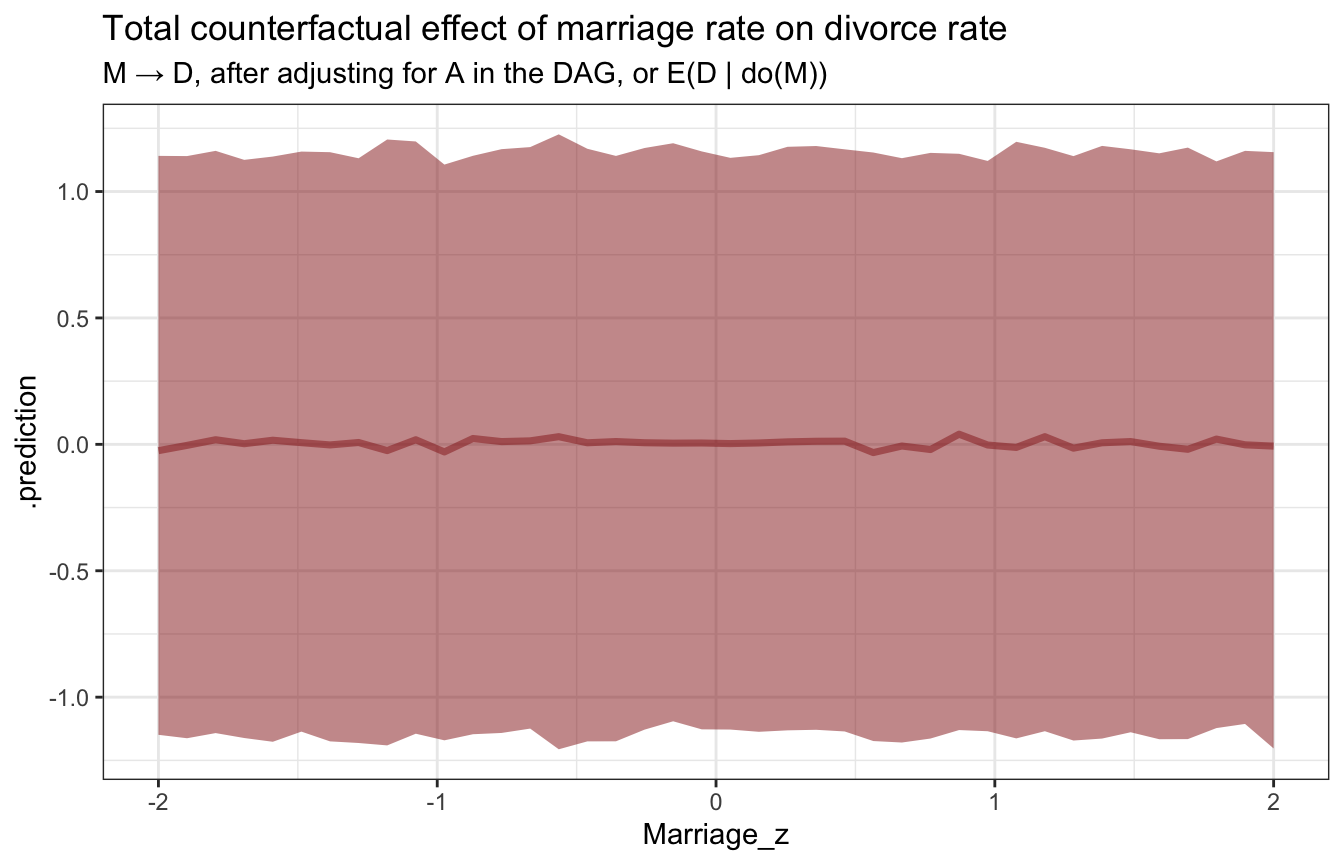 Total counterfactual effect of marriage rate on divorce rate
M → D, after adjusting for A in the DAG, or E(D | do(M))
.prediction
1.0
0.5
0.0
-0.5
-1.0
-2
-1
0
1
2
Marriage_z